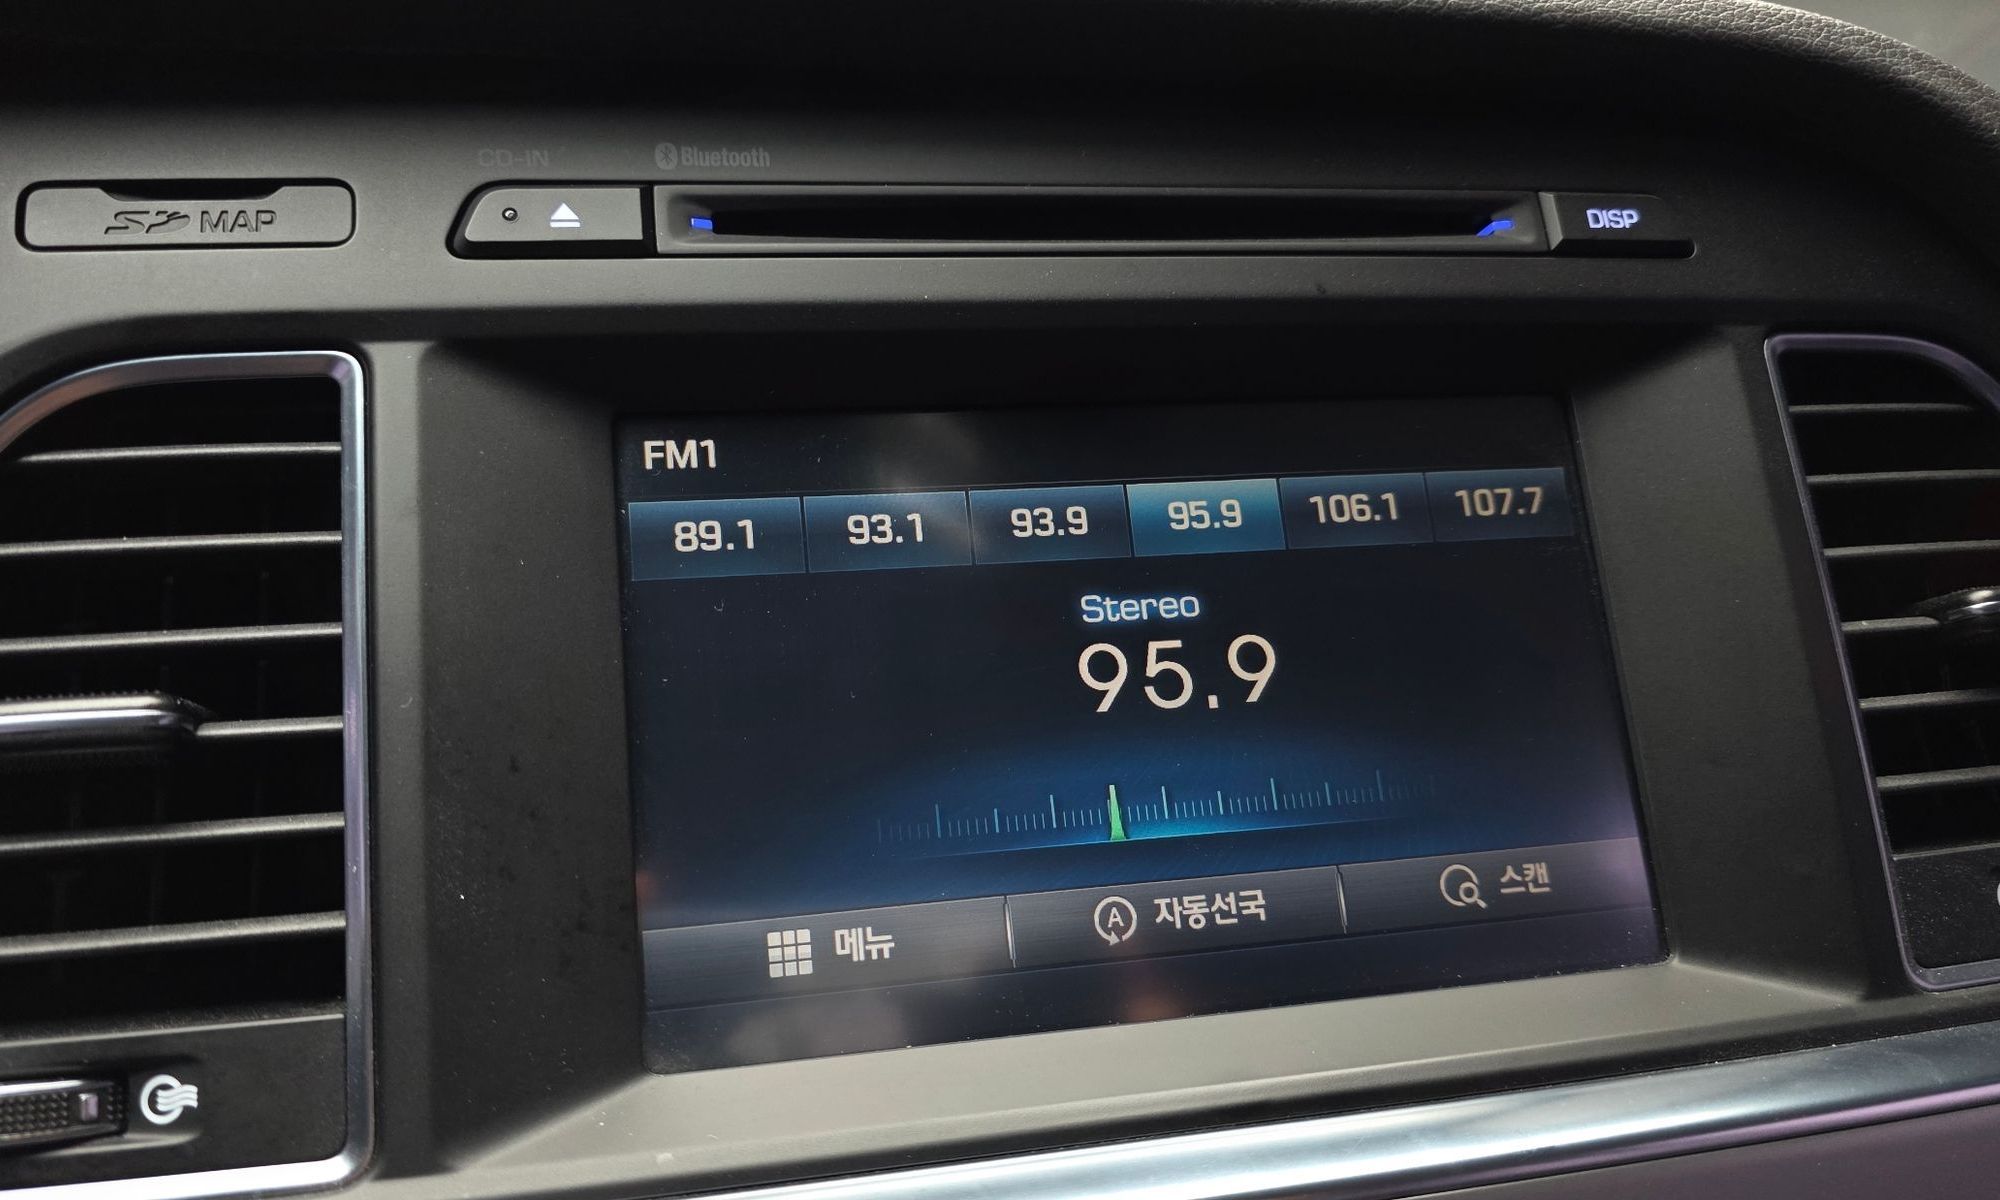 CD-IN Bluetooth
SD MAP DISP
FM1
89.1 93.1 93.9 95.9 106.1 107.7
Stereo
95.9
메뉴 자동선국 스캔